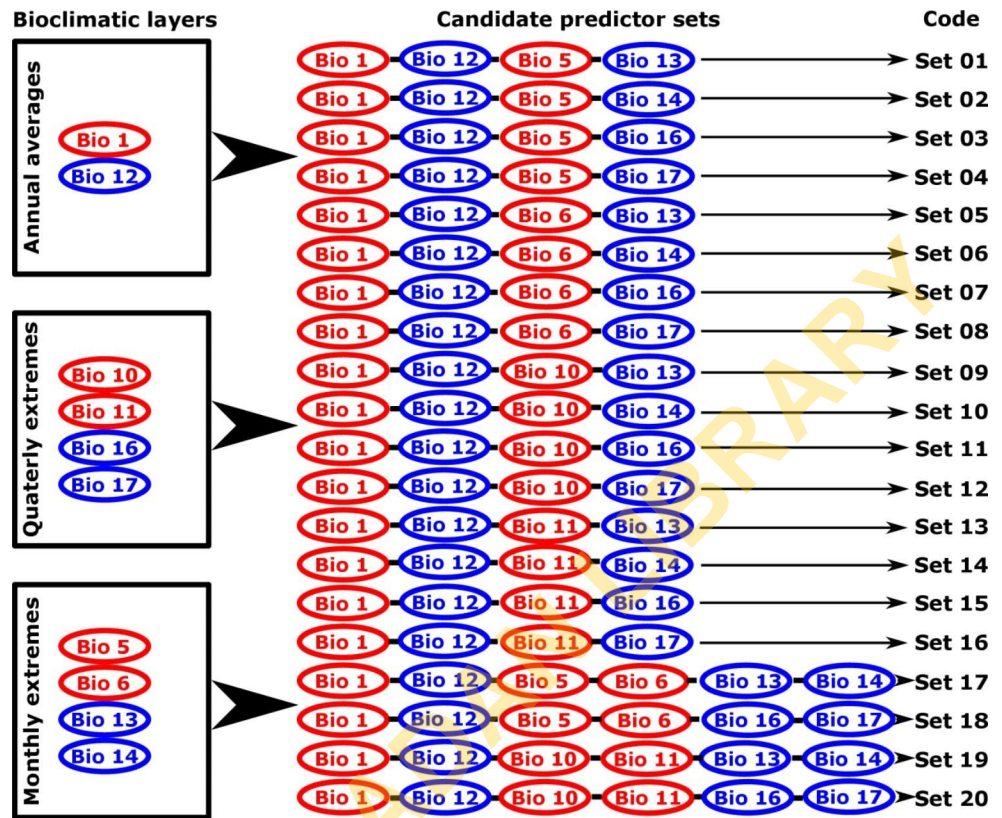 Bioclimatic layers
Candidate predictor sets
Code
Annual averages
Bio 1
Bio 12
Quaterly extremes
Bio 10
Bio 11
Bio 16
Bio 17
Monthly extremes
Bio 5
Bio 6
Bio 13
Bio 14
Bio 1 Bio 12 Bio 5 Bio 13 Set 01
Bio 1 Bio 12 Bio 5 Bio 14 Set 02
Bio 1 Bio 12 Bio 5 Bio 16 Set 03
Bio 1 Bio 12 Bio 5 Bio 17 Set 04
Bio 1 Bio 12 Bio 6 Bio 13 Set 05
Bio 1 Bio 12 Bio 6 Bio 14 Set 06
Bio 1 Bio 12 Bio 6 Bio 16 Set 07
Bio 1 Bio 12 Bio 6 Bio 17 Set 08
Bio 1 Bio 12 Bio 10 Bio 13 Set 09
Bio 1 Bio 12 Bio 10 Bio 14 Set 10
Bio 1 Bio 12 Bio 10 Bio 16 Set 11
Bio 1 Bio 12 Bio 10 Bio 17 Set 12
Bio 1 Bio 12 Bio 11 Bio 13 Set 13
Bio 1 Bio 12 Bio 11 Bio 14 Set 14
Bio 1 Bio 12 Bio 11 Bio 16 Set 15
Bio 1 Bio 12 Bio 11 Bio 17 Set 16
Bio 1 Bio 12 Bio 5 Bio 6 Bio 13 Bio 14 Set 17
Bio 1 Bio 12 Bio 5 Bio 6 Bio 16 Bio 17 Set 18
Bio 1 Bio 12 Bio 10 Bio 11 Bio 13 Bio 14 Set 19
Bio 1 Bio 12 Bio 10 Bio 11 Bio 16 Bio 17 Set 20
LIBRARY